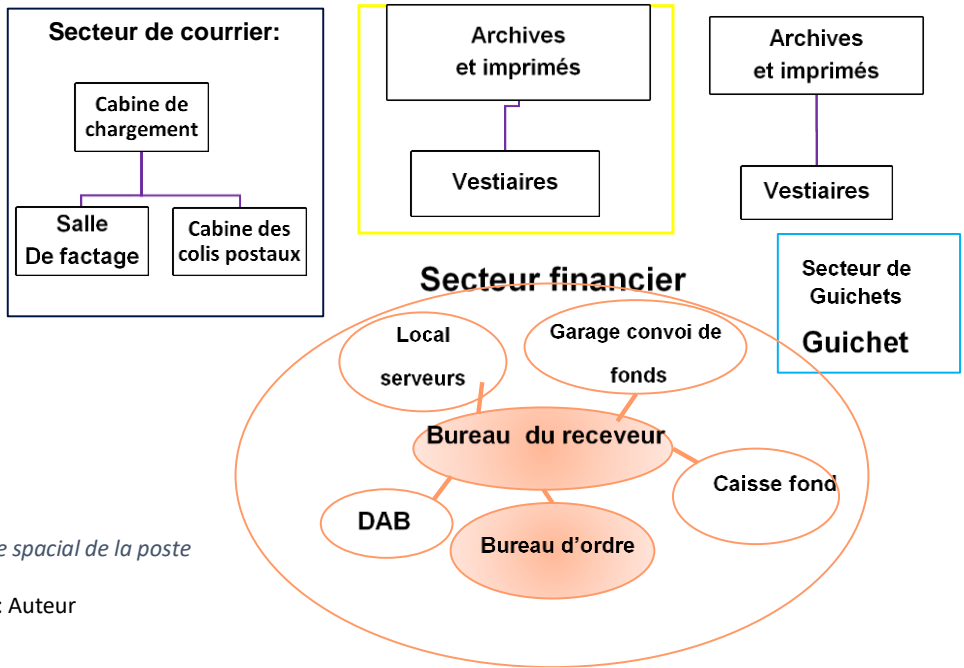 Secteur de courrier:
Cabine de
chargement
Salle
De factage
Cabine des
colis postaux
Archives
et imprimés
Vestiaires
Archives
et imprimés
Vestiaires
Secteur de
Guichets
Guichet
Secteur financier
Local
serveurs
Garage convoi de
fonds
Bureau du receveur
Caisse fond
DAB
Bureau d'ordre
e spacial de la poste
: Auteur